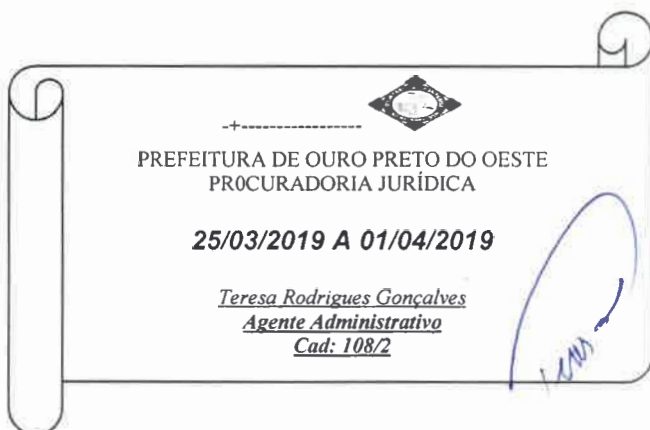 -+------------------
PREFEITURA DE OURO PRETO DO OESTE
PR0CURADORIA JURÍDICA
25/03/2019 A 01/04/2019
Teresa Rodrigues Gonçalves
Agente Administrativo
Cad: 108/2